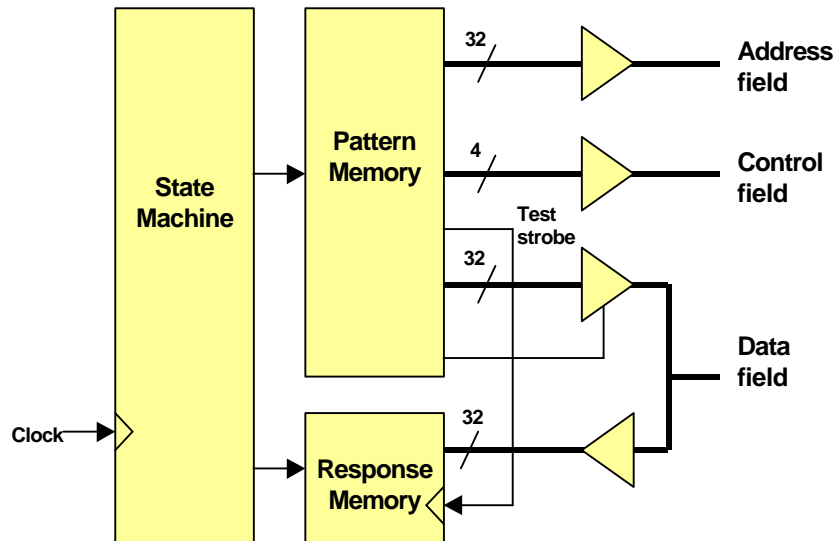 State
Machine
Clock
Pattern
Memory
32
Address
field
4
Control
field
Test
strobe
32
Data
field
Response
Memory
32